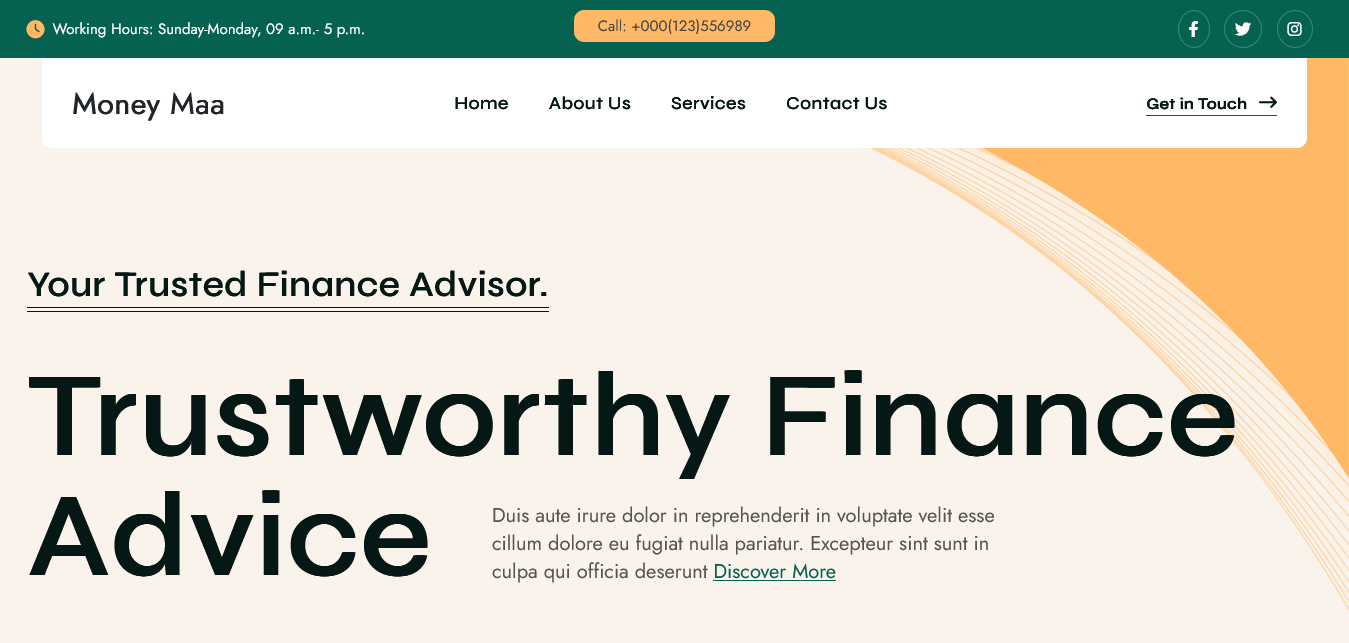 Working Hours: Sunday-Monday, 09 a.m.- 5 p.m.
Call: +000(123)556989
Money Maa
Home
About Us
Services
Contact Us
Get in Touch
Your Trusted Finance Advisor.
Trustworthy Finance
Advice
Duis aute irure dolor in reprehenderit in voluptate velit esse
cillum dolore eu fugiat nulla pariatur. Excepteur sint sunt in
culpa qui officia deserunt Discover More